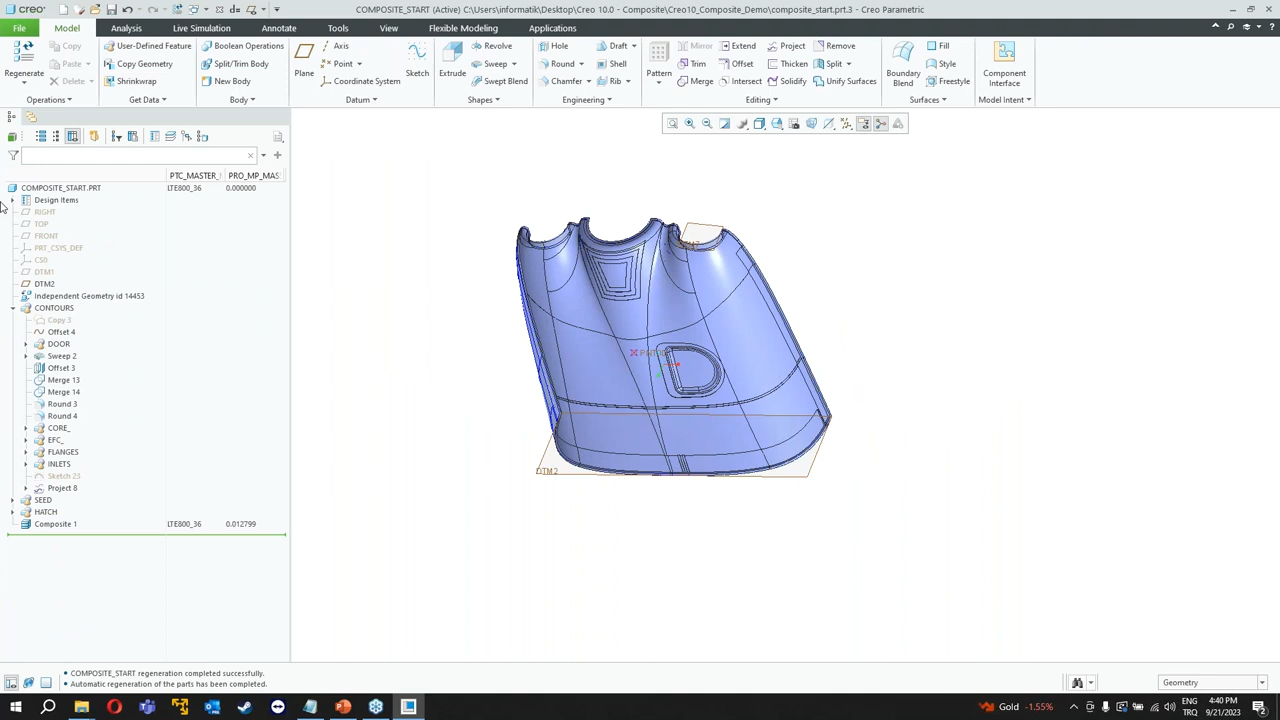 creo COMPOSITE_START (Active) C:\Users\informatik\Desktop\Creo 10.0 - Composite\Creo10_Composite_Demo\composite_start.prt.3 - Creo Parametric
File Model Analysis Live Simulation Annotate Tools View Flexible Modeling Applications
Regenerate Copy Paste Delete
User-Defined Feature Copy Geometry Shrinkwrap
Boolean Operations Split/Trim Body New Body
Plane Axis Point Coordinate System Sketch
Extrude Revolve Sweep Swept Blend
Hole Round Chamfer Draft Shell Rib
Pattern Mirror Trim Merge Extend Offset Intersect Project Thicken Solidify Remove Split Unify Surfaces
Boundary Blend Fill Style Freestyle
Component Interface
Operations Get Data Body Datum Shapes Engineering Editing Surfaces Model Intent
PTC_MASTER_ PRO_MP_MAS
COMPOSITE_START.PRT LTE800_36 0.000000
Design Items
RIGHT
TOP
FRONT
PRT_CSYS_DEF
CS0
DTM1
DTM2
Independent Geometry id 14453
CONTOURS
Copy 3
Offset 4
DOOR
Sweep 2
Offset 3
Merge 13
Merge 14
Round 3
Round 4
CORE_
EFC_
FLANGES
INLETS
Sketch 23
Project 8
SEED
HATCH
Composite 1 LTE800_36 0.012799
DTM2
COMPOSITE_START regeneration completed successfully.
Automatic regeneration of the parts has been completed.
Geometry
Gold -1.55%
ENG
TRQ
4:40 PM
9/21/2023
2